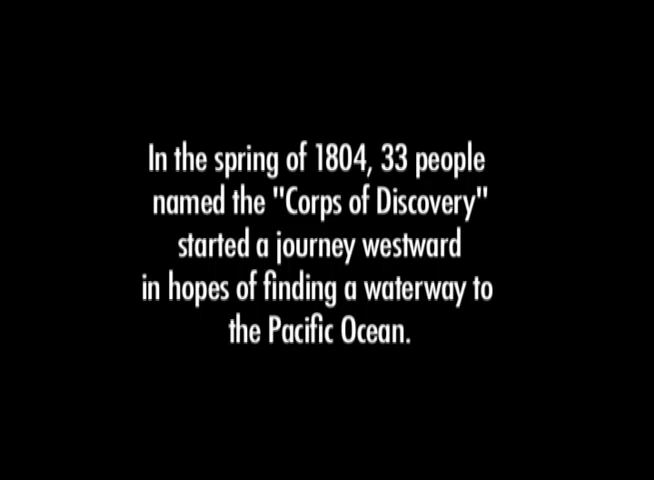 In the spring of 1804, 33 people
named the "Corps of Discovery"
started a journey westward
in hopes of finding a waterway to
the Pacific Ocean.